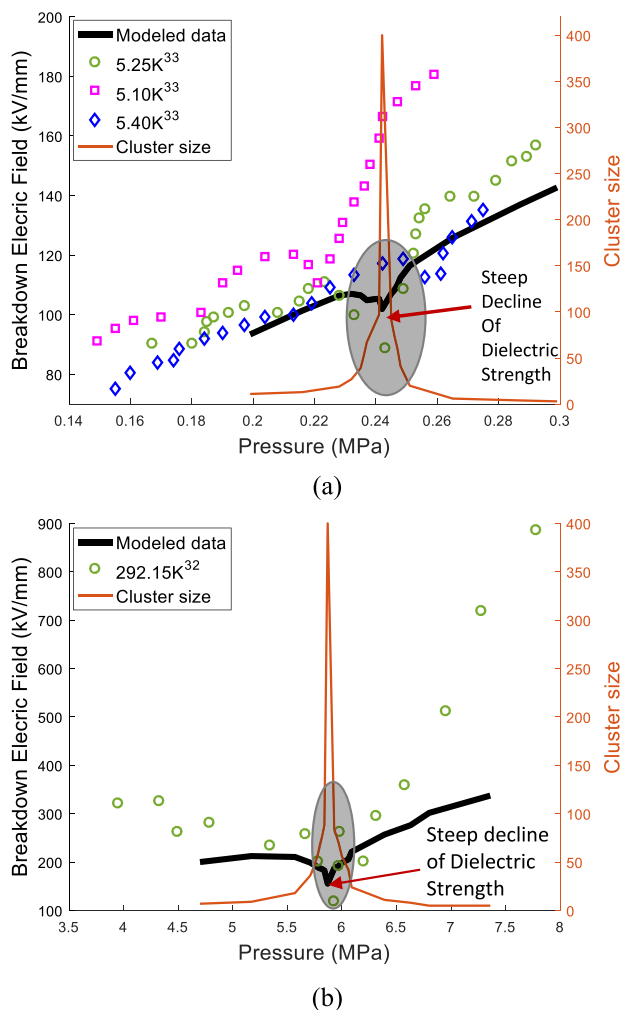 200
180
160
140
120
100
80
Breakdown Elecric Field (kV/mm)
Modeled data
5.25K33
5.10K33
5.40K33
Cluster size
400
350
300
250
200
150
100
50
0
Cluster size
Steep
Decline
Of
Dielectric
Strength
0.14 0.16 0.18 0.2 0.22 0.24 0.26 0.28 0.3
Pressure (MPa)
(a)
900
800
700
600
500
400
300
200
100
Breakdown Elecric Field (kV/mm)
Modeled data
292.15K32
Cluster size
400
350
300
250
200
150
100
50
0
Cluster size
Steep decline
of Dielectric
Strength
3.5 4 4.5 5 5.5 6 6.5 7 7.5 8
Pressure (MPa)
(b)